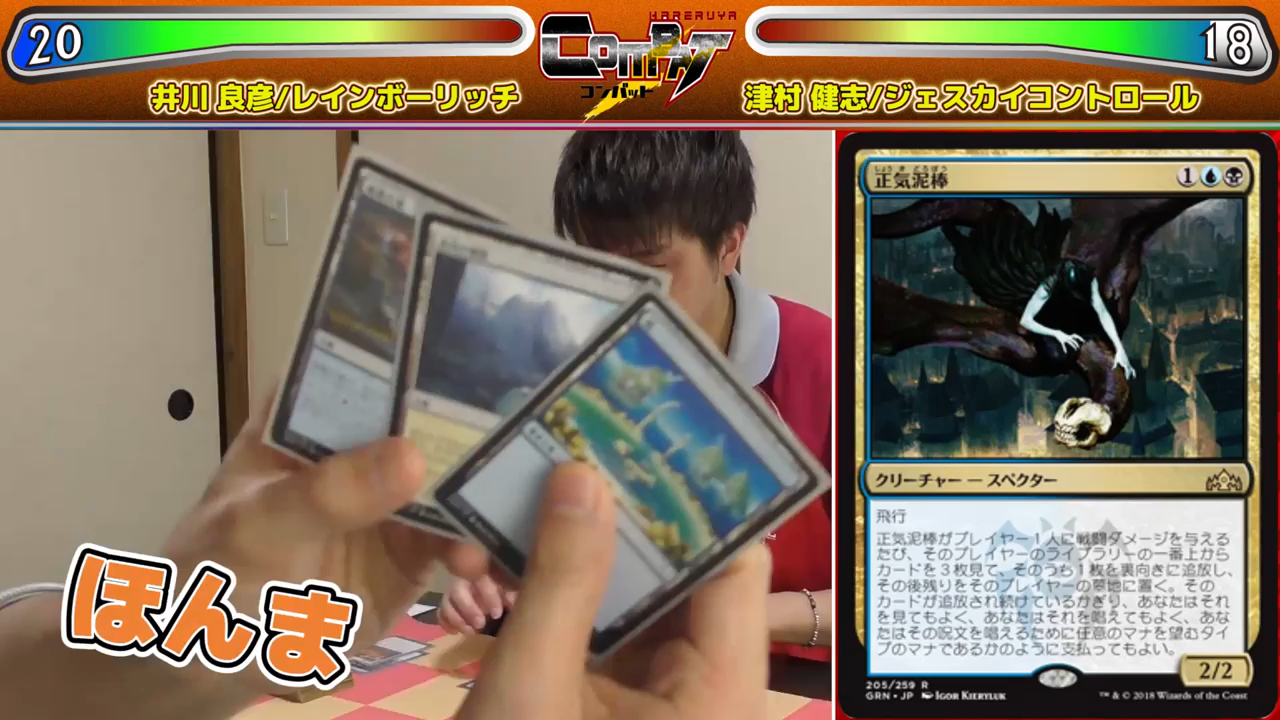 20
HARERUYA
COMBAT
コンバット
18
井川 良彦/レインボーリッチ
津村 健志/ジェスカイコントロール
しょうきどろぼう
正気泥棒
1
クリーチャー — スペクター
飛行
正気泥棒がプレイヤー1人に戦闘ダメージを与える
たび、そのプレイヤーのライブラリーの一番上から
カードを3枚見て、そのうち1枚を裏向きに追放し、
その後残りをそのプレイヤーの墓地に置く。その
カードが追放され続けているかぎり、あなたはそれ
を見てもよく、あなたはそれを唱えてもよく、あな
たはその呪文を唱えるために任意のマナを望むタイ
プのマナであるかのように支払ってもよい。
2/2
205/259 R
GRN • JP IGOR KIERYLUK
™ & © 2018 Wizards of the Coast
ほんま